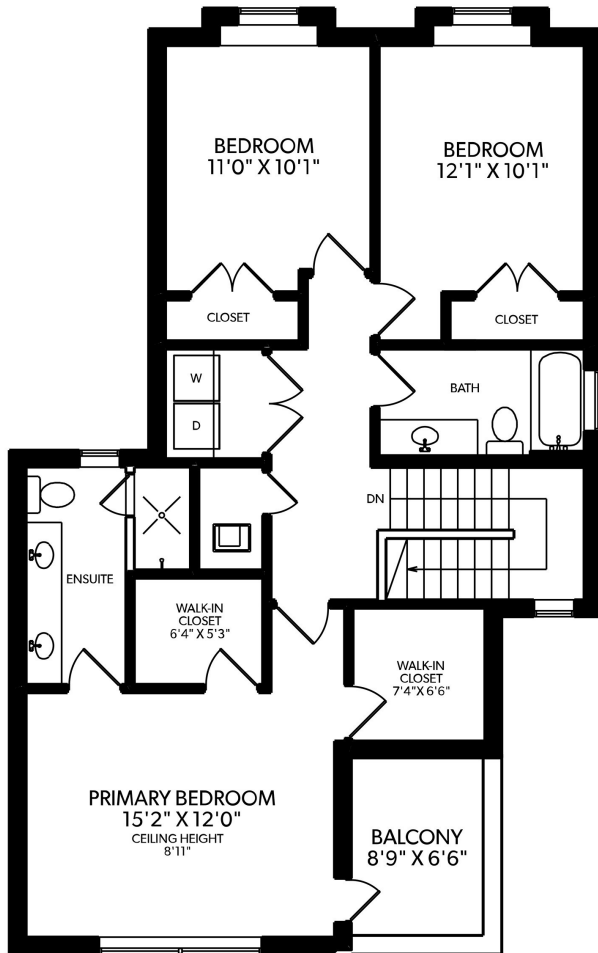 BEDROOM
11'0" X 10'1"
BEDROOM
12'1" X 10'1"
CLOSET
CLOSET
W
D
BATH
DN
ENSUITE
WALK-IN
CLOSET
6'4" X 5'3"
WALK-IN
CLOSET
7'4"X 6'6"
PRIMARY BEDROOM
15'2" X 12'0"
CEILING HEIGHT
8'11"
BALCONY
8'9" X 6'6"